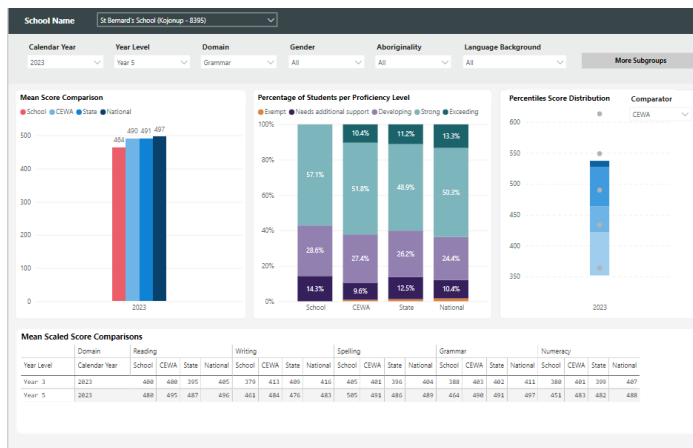 School Name St Bernard's School (Kojonup - 8395)
Calendar Year Year Level Domain Gender Aboriginality Language Background
2023 Year 5 Grammar All All All More Subgroups
Mean Score Comparison
School CEWA State National
464 490 491 497
500
400
300
200
100
0
2023
Percentage of Students per Proficiency Level
Exempt Needs additional support Developing Strong Exceeding
100%
80%
60%
40%
20%
0%
10.4% 11.2% 13.3%
57.1% 51.8% 48.9% 50.3%
28.6% 27.4% 26.2% 24.4%
14.3% 9.6% 12.5% 10.4%
School CEWA State National
Percentiles Score Distribution Comparator
CEWA
600
550
500
450
400
350
2023
Mean Scaled Score Comparisons
Domain Reading Writing Spelling Grammar Numeracy
Year Level Calendar Year School CEWA State National School CEWA State National School CEWA State National School CEWA State National School CEWA State National
Year 3 2023 400 400 395 405 379 413 409 416 405 401 396 404 388 403 402 411 380 401 399 407
Year 5 2023 480 495 487 496 461 484 476 483 505 491 486 489 464 490 491 497 451 483 482 488